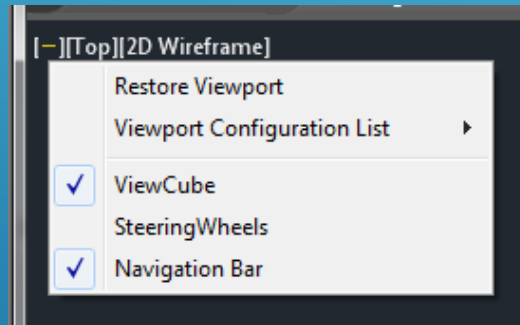 [–][Top][2D Wireframe]
Restore Viewport
Viewport Configuration List
ViewCube
SteeringWheels
Navigation Bar